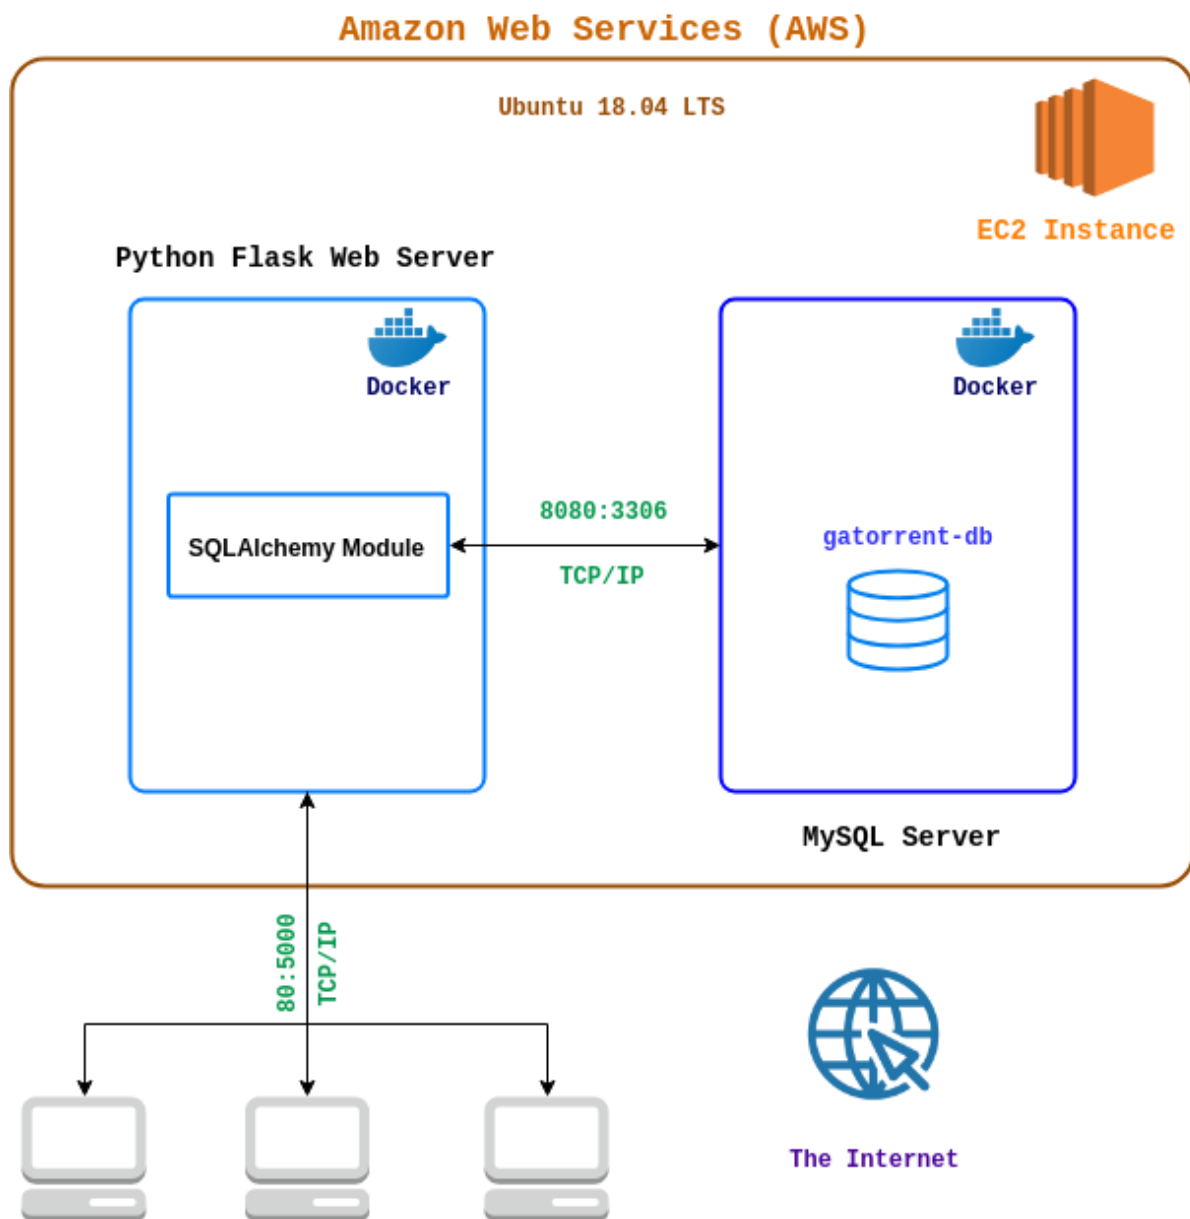 Amazon Web Services (AWS)
Ubuntu 18.04 LTS
EC2 Instance
Python Flask Web Server
Docker
Docker
SQLAlchemy Module
8080:3306
TCP/IP
gatorrent-db
MySQL Server
80:5000
TCP/IP
The Internet